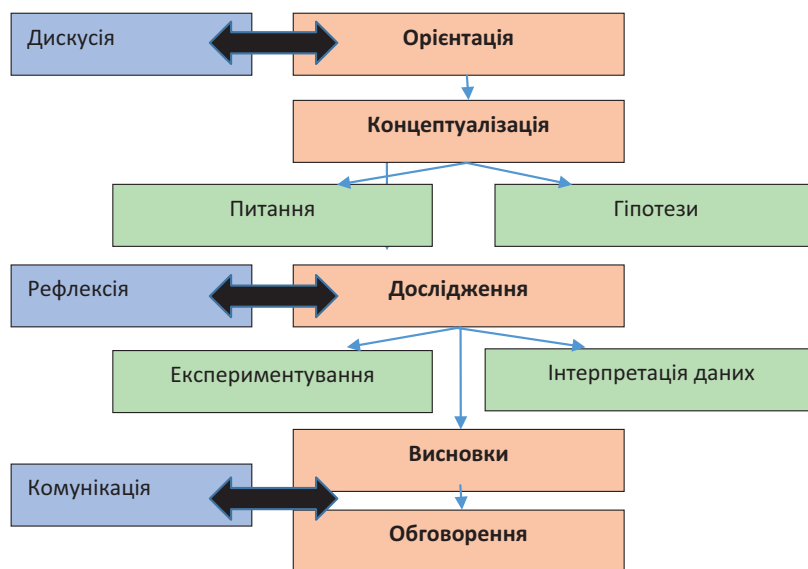 Дискусія
Орієнтація
Концептуалізація
Питання
Гіпотези
Рефлексія
Дослідження
Експериментування
Інтерпретація даних
Висновки
Комунікація
Обговорення